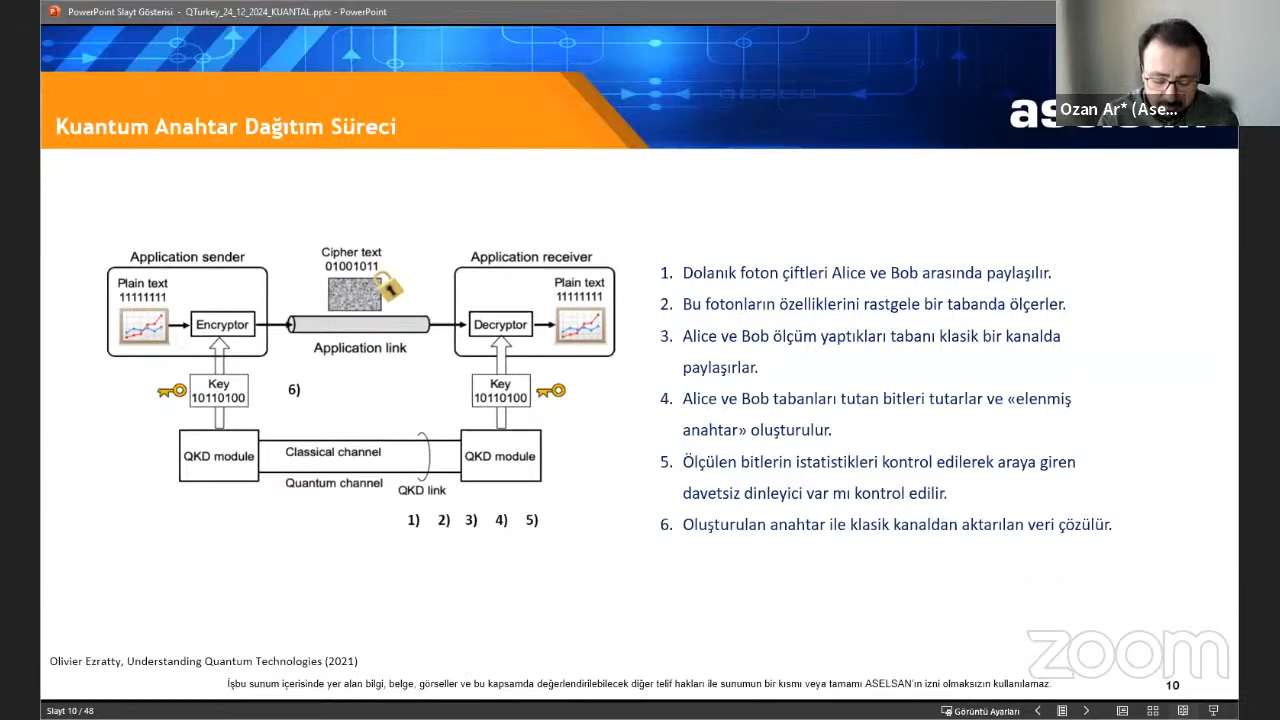 PowerPoint Slayt Gösterisi - QTurkey_24_12_2024_KUANTAL.pptx - PowerPoint
Ozan Ar* (Ase...
Kuantum Anahtar Dağıtım Süreci
Application sender
Plain text
11111111
Encryptor
Cipher text
01001011
Application link
Application receiver
Plain text
11111111
Decryptor
Key
10110100
6)
Key
10110100
QKD module
Classical channel
Quantum channel
QKD link
QKD module
1) 2) 3) 4) 5)
1. Dolanık foton çiftleri Alice ve Bob arasında paylaşılır.
2. Bu fotonların özelliklerini rastgele bir tabanda ölçerler.
3. Alice ve Bob ölçüm yaptıkları tabanı klasik bir kanalda
paylaşırlar.
4. Alice ve Bob tabanları tutan bitleri tutarlar ve «elenmiş
anahtar» oluşturulur.
5. Ölçülen bitlerin istatistikleri kontrol edilerek araya giren
davetsiz dinleyici var mı kontrol edilir.
6. Oluşturulan anahtar ile klasik kanaldan aktarılan veri çözülür.
zoom
Olivier Ezratty, Understanding Quantum Technologies (2021)
İşbu sunum içerisinde yer alan bilgi, belge, görseller ve bu kapsamda değerlendirilebilecek diğer telif hakları ile sunumun bir kısmı veya tamamı ASELSAN'ın izni olmaksızın kullanılamaz.
10
Slayt 10 / 48
Görüntü Ayarları